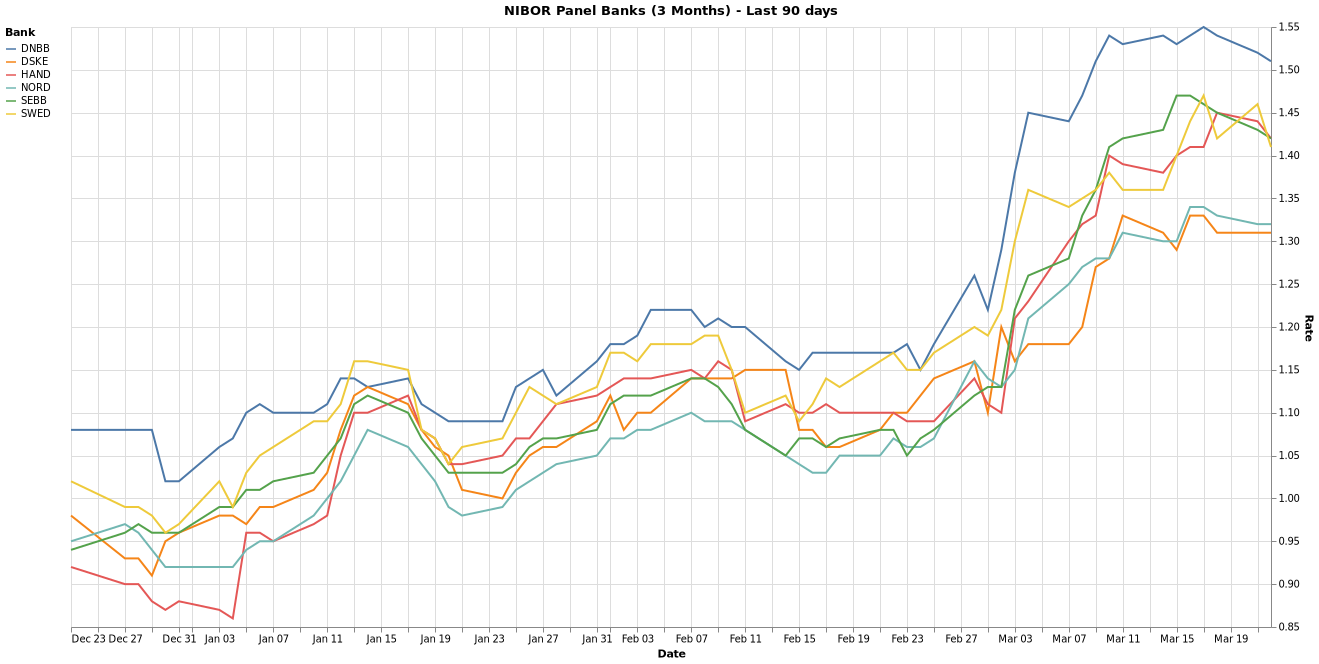 NIBOR Panel Banks (3 Months) - Last 90 days
Bank
DNBB
DSKE
HAND
NORD
SEBB
SWED
1.55
1.50
1.45
1.40
1.35
1.30
1.25
1.20
1.15
1.10
1.05
1.00
0.95
0.90
0.85
Rate
Dec 23 Dec 27 Dec 31 Jan 03 Jan 07 Jan 11 Jan 15 Jan 19 Jan 23 Jan 27 Jan 31 Feb 03 Feb 07 Feb 11 Feb 15 Feb 19 Feb 23 Feb 27 Mar 03 Mar 07 Mar 11 Mar 15 Mar 19
Date